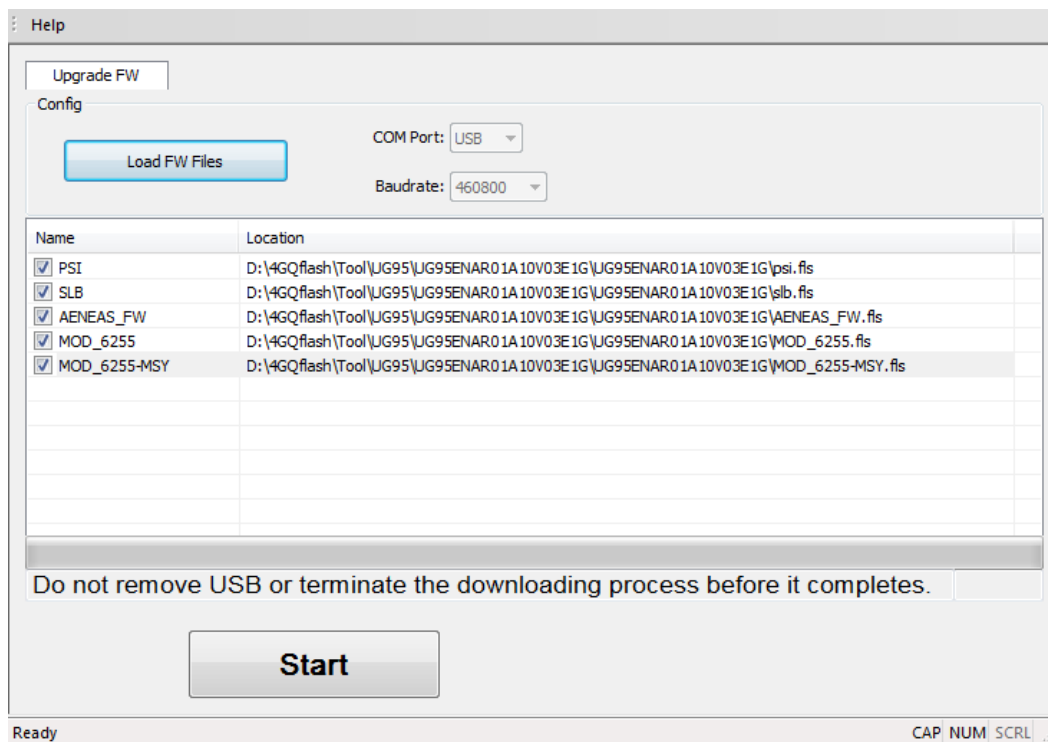 Help
Upgrade FW
Config
Load FW Files
COM Port: USB
Baudrate: 460800
Name Location
PSI D:\4GQflash\Tool\UG95\UG95ENAR01A10V03E1G\UG95ENAR01A10V03E1G\psi.fls
SLB D:\4GQflash\Tool\UG95\UG95ENAR01A10V03E1G\UG95ENAR01A10V03E1G\slb.fls
AENEAS_FW D:\4GQflash\Tool\UG95\UG95ENAR01A10V03E1G\UG95ENAR01A10V03E1G\AENEAS_FW.fls
MOD_6255 D:\4GQflash\Tool\UG95\UG95ENAR01A10V03E1G\UG95ENAR01A10V03E1G\MOD_6255.fls
MOD_6255-MSY D:\4GQflash\Tool\UG95\UG95ENAR01A10V03E1G\UG95ENAR01A10V03E1G\MOD_6255-MSY.fls
Do not remove USB or terminate the downloading process before it completes.
Start
Ready CAP NUM SCRL